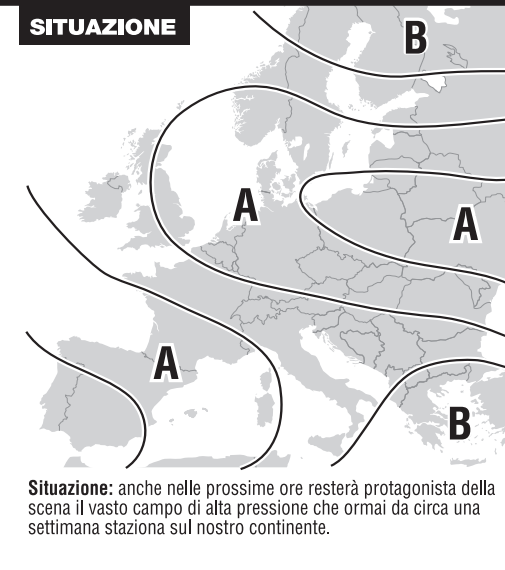 SITUAZIONE
B
A
A
A
B
Situazione: anche nelle prossime ore resterà protagonista della
scena il vasto campo di alta pressione che ormai da circa una
settimana staziona sul nostro continente.